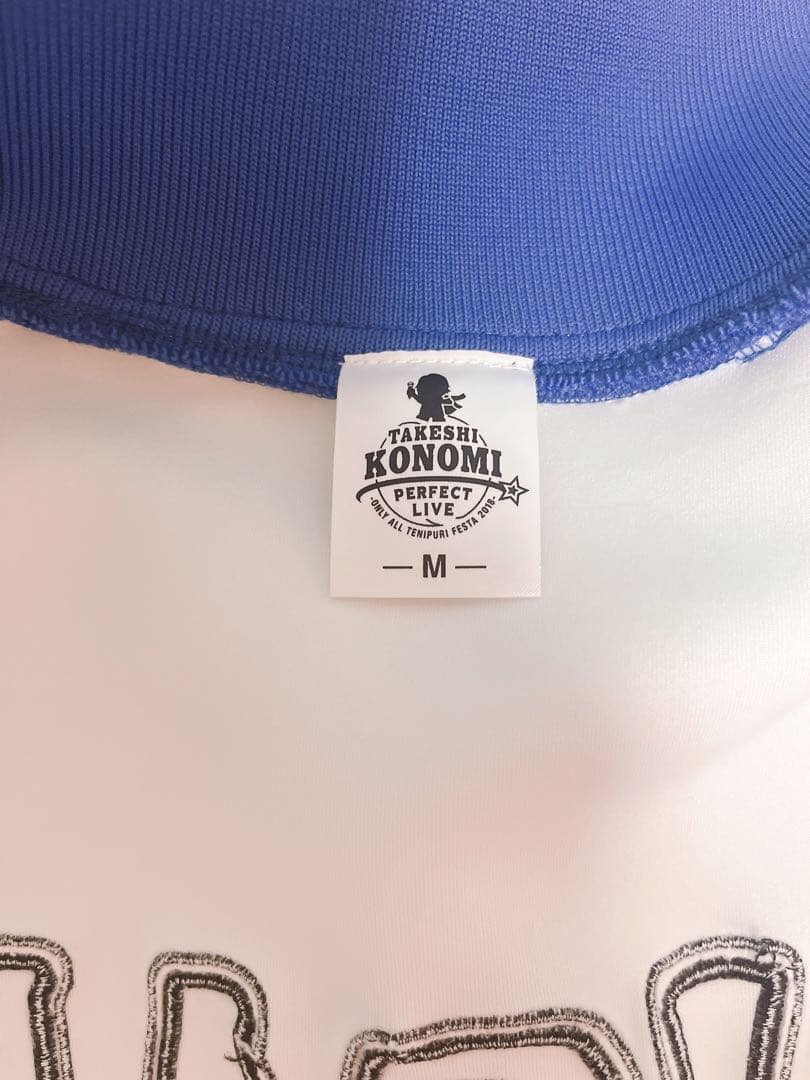 TAKESHI
KONOMI
PERFECT
LIVE
-ONLY ALL TENIPURI FESTA 2018-
— M —